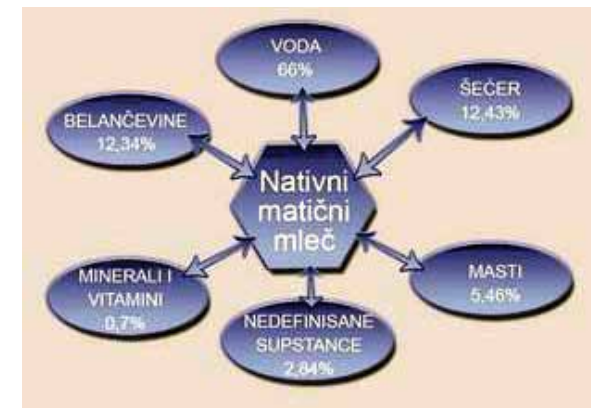 VODA
66%
ŠEĆER
12,43%
BELANČEVINE
12,34%
Nativni
matični
mleč
MASTI
5,46%
MINERALI I
VITAMINI
0,7%
NEDEFINISANE
SUPSTANCE
2,84%